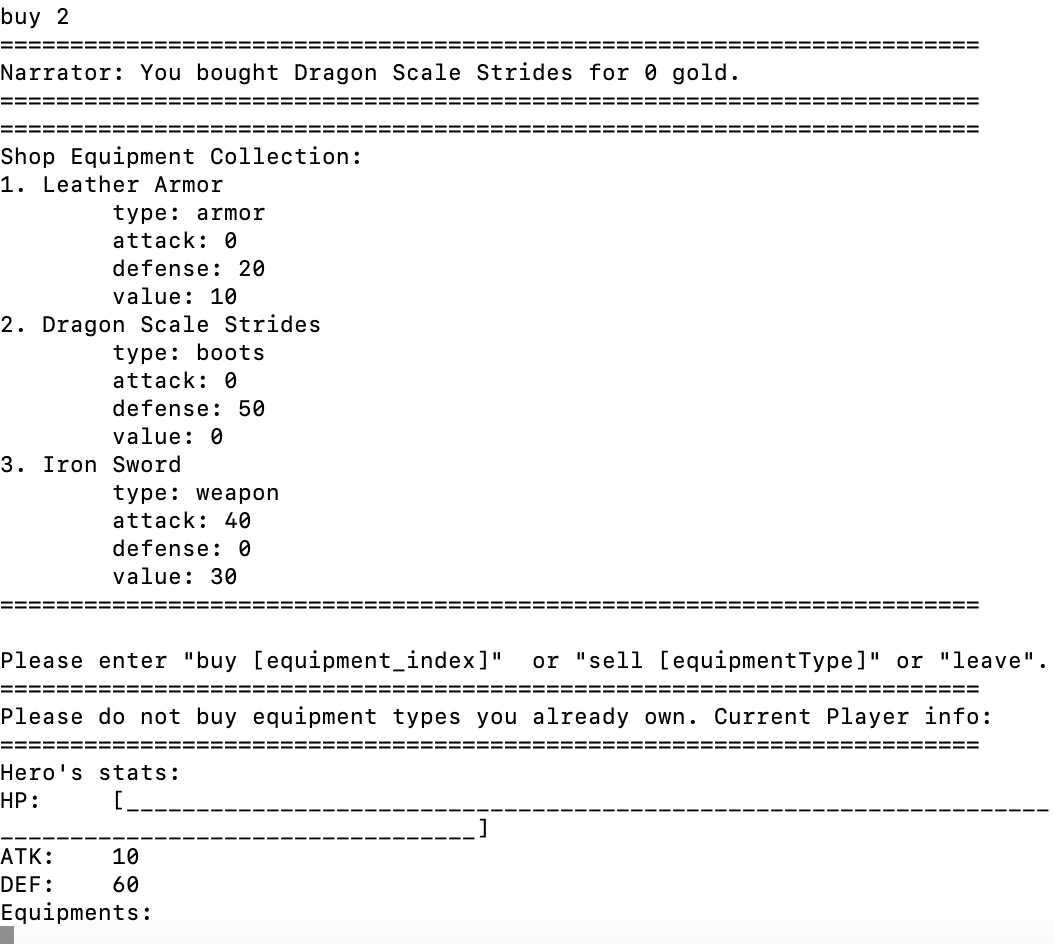 buy 2
======================================================================
Narrator: You bought Dragon Scale Strides for 0 gold.
======================================================================
======================================================================
Shop Equipment Collection:
1. Leather Armor
        type: armor
        attack: 0
        defense: 20
        value: 10
2. Dragon Scale Strides
        type: boots
        attack: 0
        defense: 50
        value: 0
3. Iron Sword
        type: weapon
        attack: 40
        defense: 0
        value: 30
======================================================================

Please enter "buy [equipment_index]"  or "sell [equipmentType]" or "leave".
======================================================================
Please do not buy equipment types you already own. Current Player info:
======================================================================
Hero's stats:
HP:     [__________________________________________________________________
__________________________________]
ATK:    10
DEF:    60
Equipments: